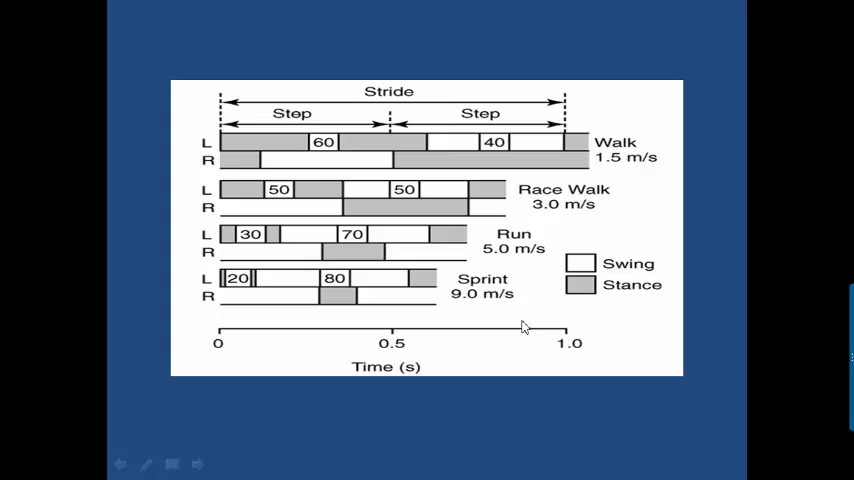 Stride
Step Step
L 60 40 Walk
R 1.5 m/s
L 50 50 Race Walk
R 3.0 m/s
L 30 70 Run
R 5.0 m/s
L 20 80 Sprint
R 9.0 m/s
Swing
Stance
0 0.5 1.0
Time (s)